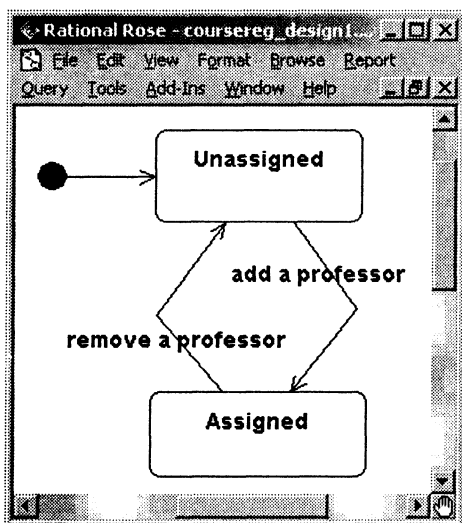 Rational Rose - coursereg_design1...
File Edit View Format Browse Report
Query Tools Add-Ins Window Help
Unassigned
add a professor
remove a professor
Assigned